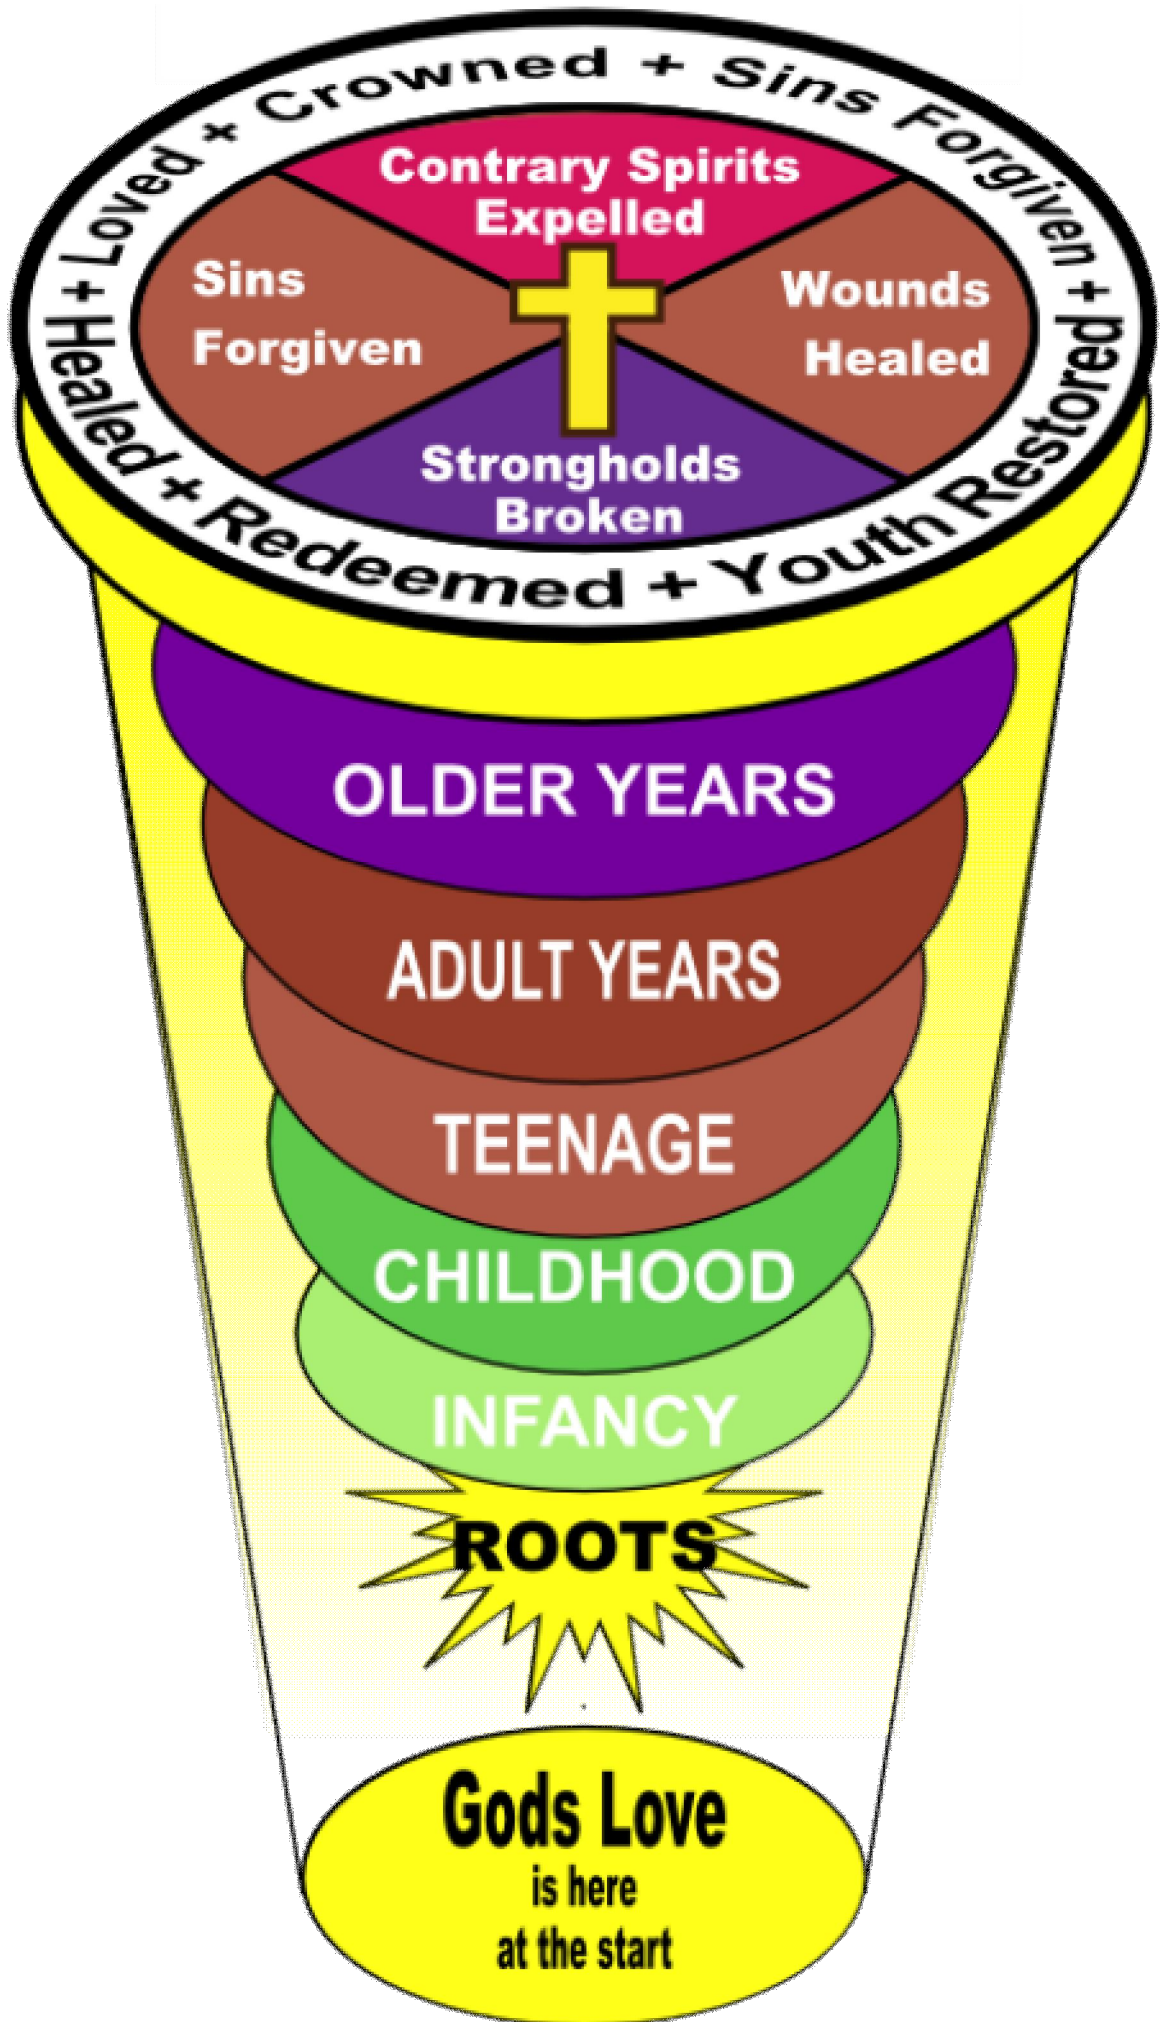 Healed + Loved + Crowned + Sins Forgiven +
+ Redeemed + Youth Restored
Contrary Spirits
Expelled
Sins
Forgiven
Wounds
Healed
Strongholds
Broken
OLDER YEARS
ADULT YEARS
TEENAGE
CHILDHOOD
INFANCY
ROOTS
Gods Love
is here
at the start